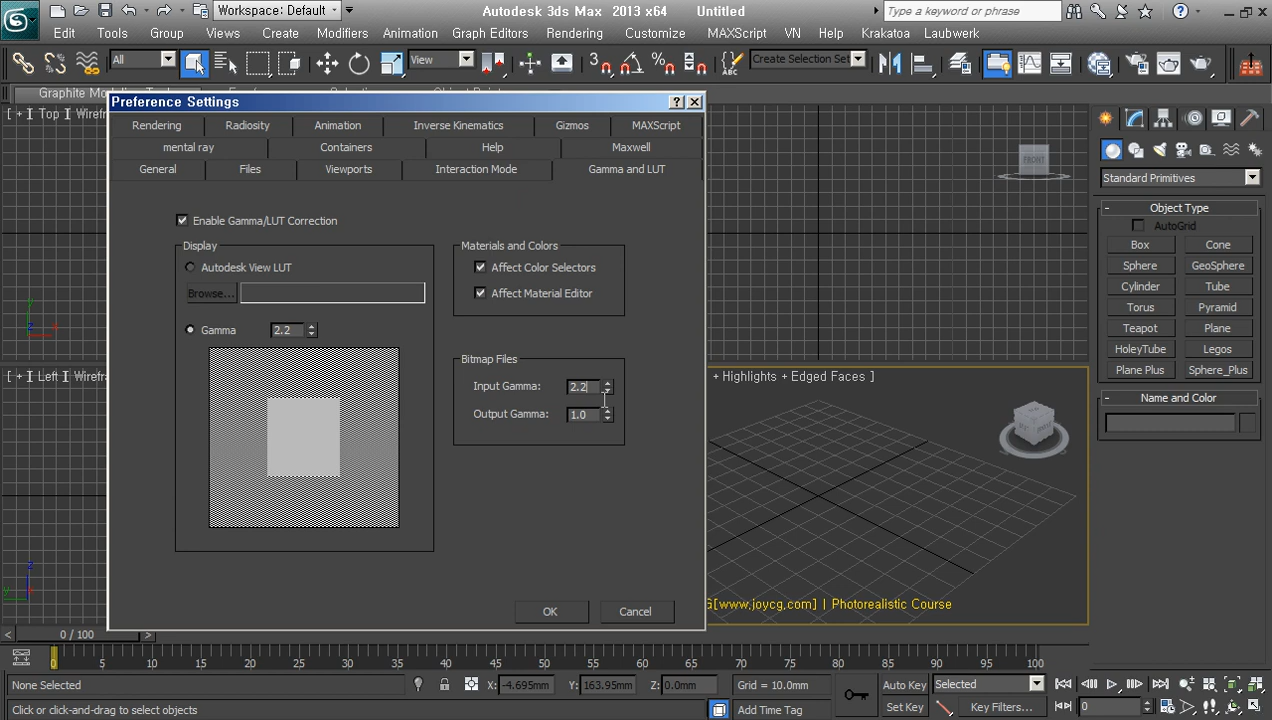 Workspace: Default
Autodesk 3ds Max 2013 x64
Untitled
Type a keyword or phrase
Edit
Tools
Group
Views
Create
Modifiers
Animation
Graph Editors
Rendering
Customize
MAXScript
VN
Help
Krakatoa
Laubwerk
All
View
Create Selection Set
[ + ] Top ] Wirefr
Preference Settings
Rendering
Radiosity
Animation
Inverse Kinematics
Gizmos
MAXScript
mental ray
Containers
Help
Maxwell
General
Files
Viewports
Interaction Mode
Gamma and LUT
Enable Gamma/LUT Correction
Display
Autodesk View LUT
Browse...
Gamma
2.2
Materials and Colors
Affect Color Selectors
Affect Material Editor
Bitmap Files
Input Gamma:
2.2
Output Gamma:
1.0
OK
Cancel
FRONT
Standard Primitives
- Object Type
AutoGrid
Box
Cone
Sphere
GeoSphere
Cylinder
Tube
Torus
Pyramid
Teapot
Plane
HoleyTube
Legos
Plane Plus
Sphere_Plus
- Name and Color
[ + ] Left ] Wirefra
+ Highlights + Edged Faces ]
G[www.joycg.com] | Photorealistic Course
< 0 / 100 >
0 5 10 15 20 25 30 35 40 45 50 55 60 65 70 75 80 85 90 95 100
None Selected
X: -4.695mm
Y: 163.95mm
Z: 0.0mm
Grid = 10.0mm
Auto Key
Selected
Click or click-and-drag to select objects
Add Time Tag
Set Key
Key Filters...
0